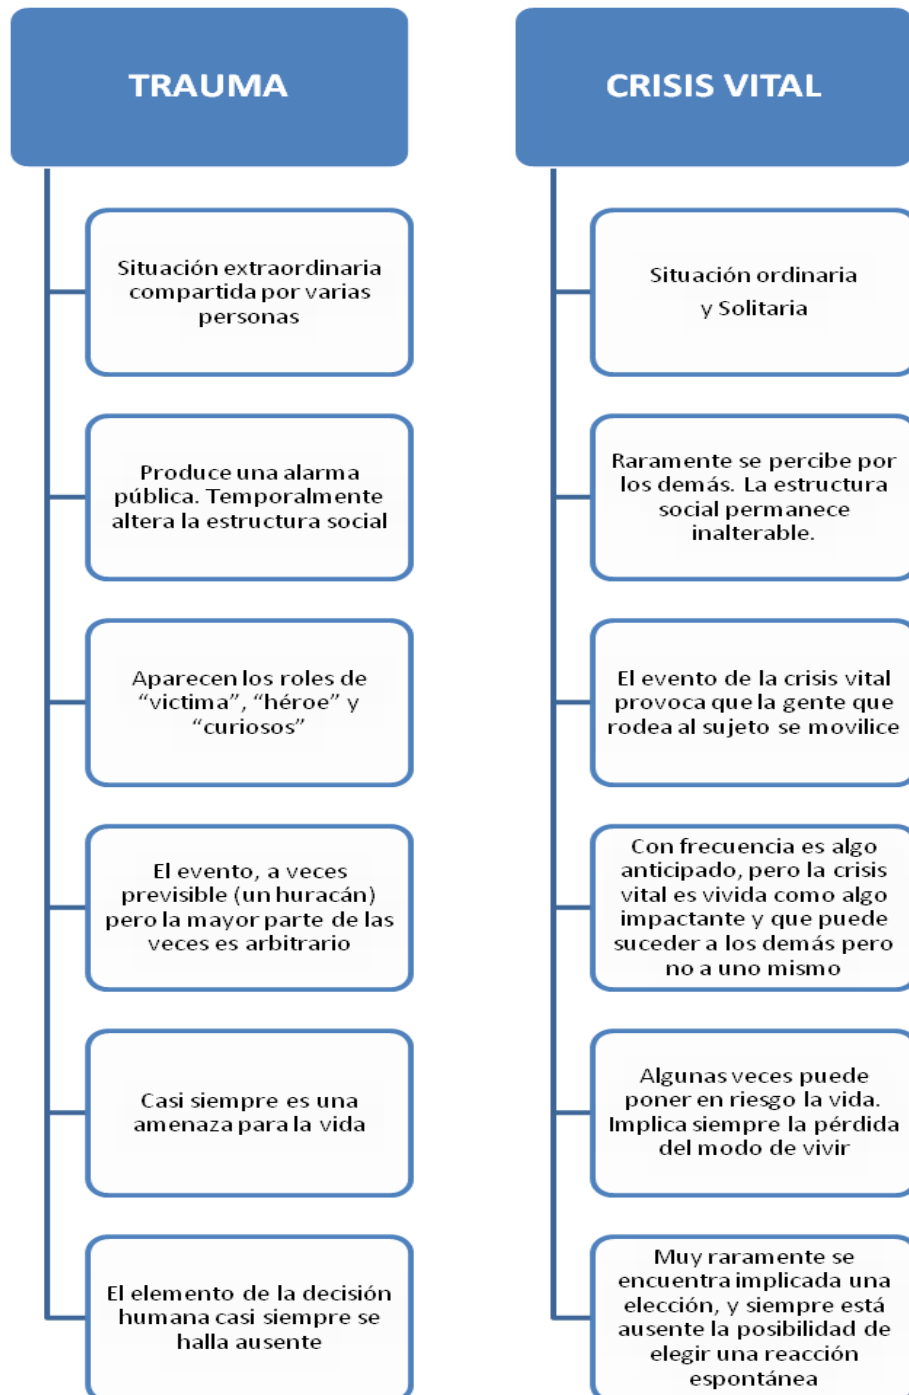 TRAUMA
Situación extraordinaria
compartida por varias
personas
Produce una alarma
pública. Temporalmente
altera la estructura social
Aparecen los roles de
“victima”, “héroe” y
“curiosos”
El evento, a veces
previsible (un huracán)
pero la mayor parte de las
veces es arbitrario
Casi siempre es una
amenaza para la vida
El elemento de la decisión
humana casi siempre se
halla ausente
CRISIS VITAL
Situación ordinaria
y Solitaria
Raramente se percibe por
los demás. La estructura
social permanece
inalterable.
El evento de la crisis vital
provoca que la gente que
rodea al sujeto se movilice
Con frecuencia es algo
anticipado, pero la crisis
vital es vivida como algo
impactante y que puede
suceder a los demás pero
no a uno mismo
Algunas veces puede
poner en riesgo la vida.
Implica siempre la pérdida
del modo de vivir
Muy raramente se
encuentra implicada una
elección, y siempre está
ausente la posibilidad de
elegir una reacción
espontánea